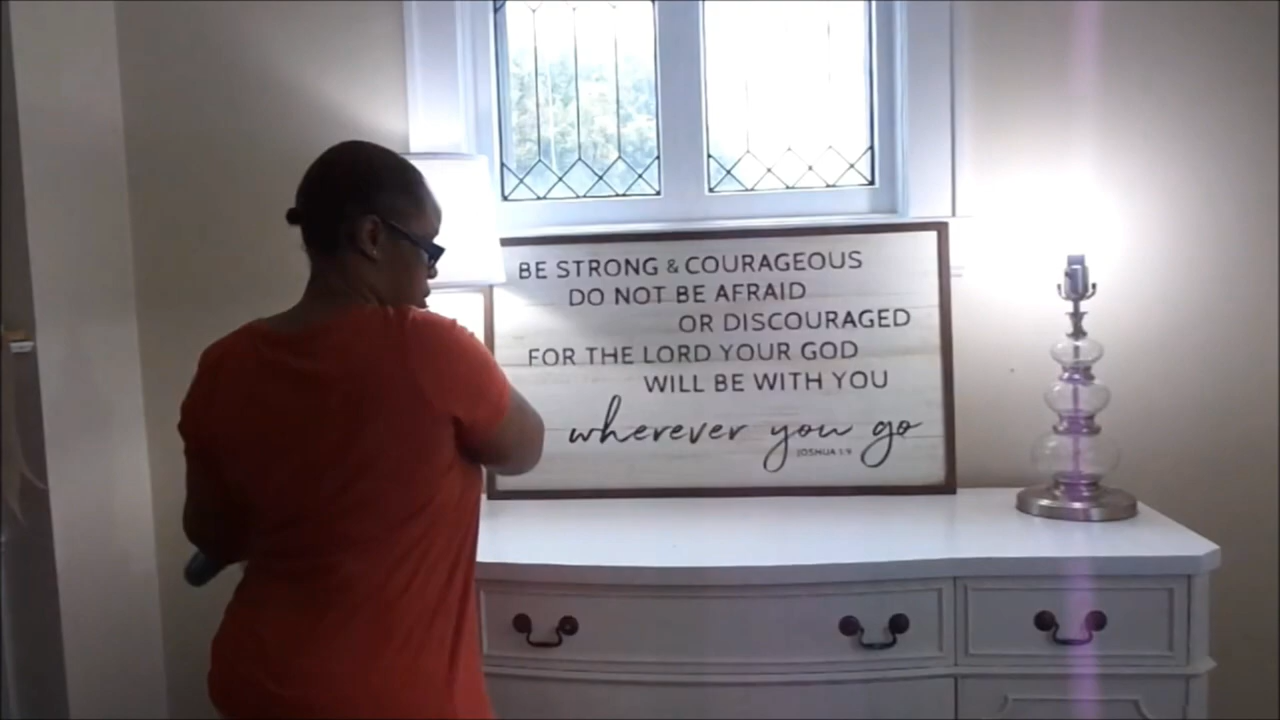 BE STRONG & COURAGEOUS
DO NOT BE AFRAID
OR DISCOURAGED
FOR THE LORD YOUR GOD
WILL BE WITH YOU
wherever you go
JOSHUA 1:9